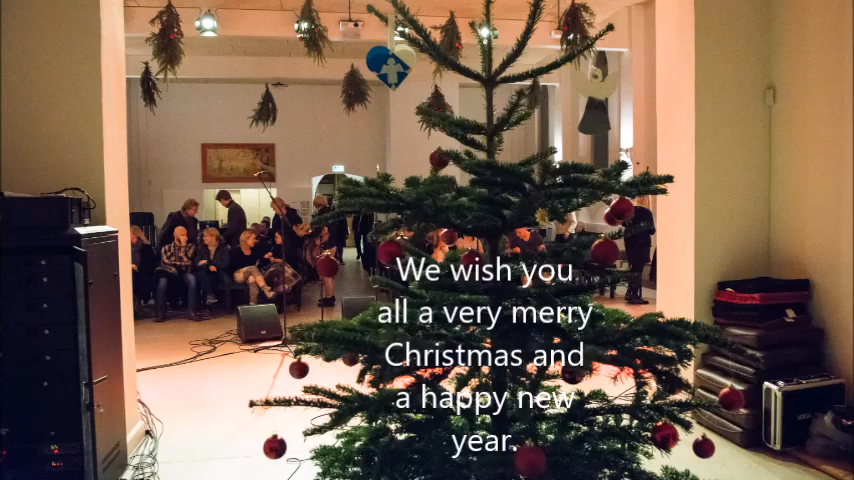 We wish you
all a very merry
Christmas and
a happy new
year.